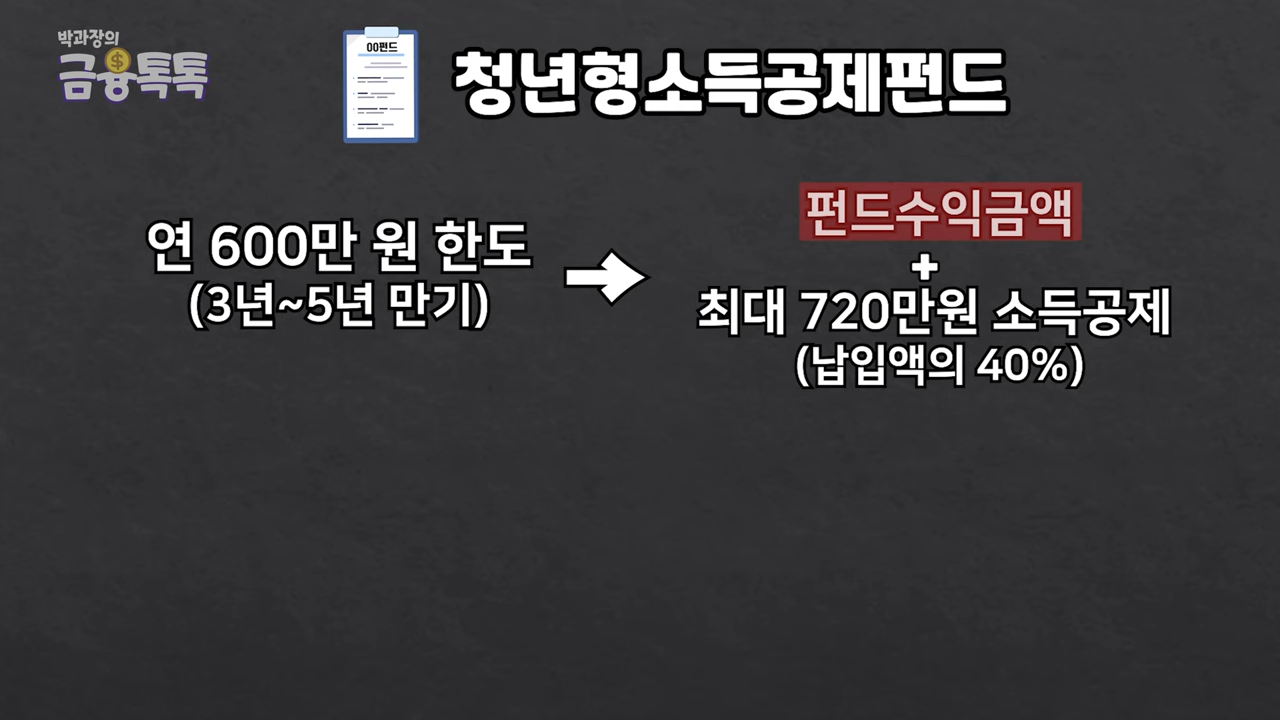 박과장의
금융톡톡
00펀드
청년형소득공제펀드
연 600만 원 한도
(3년~5년 만기)
펀드수익금액
+
최대 720만원 소득공제
(납입액의 40%)